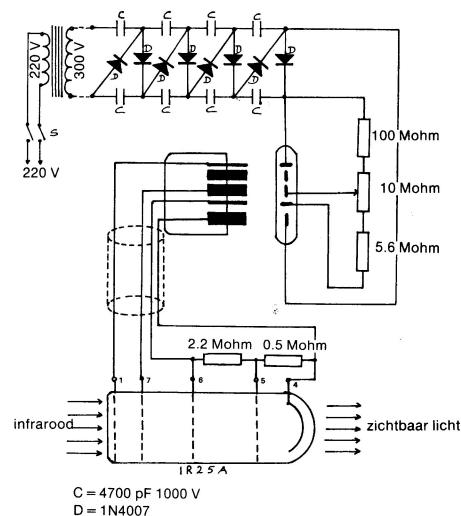 C C C C
220 V
300 V
D D D D
D D D D
C C C C
S
220 V
100 Mohm
10 Mohm
5.6 Mohm
2.2 Mohm 0.5 Mohm
1 7 6 5 4
infrarood
zichtbaar licht
IR25A
C = 4700 pF 1000 V
D = 1N4007